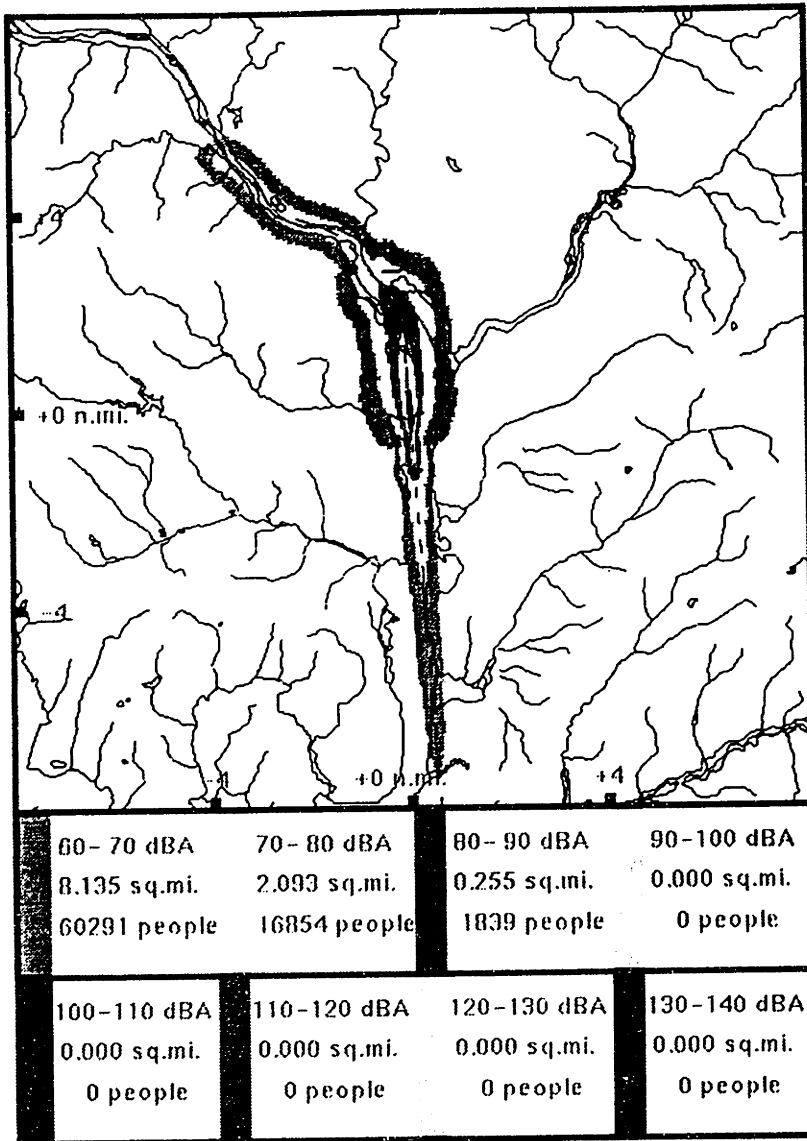 +4
+0 n.mi.
-4
-4
+0 n.mi.
+4
60-70 dBA
8.135 sq.mi.
60291 people
70-80 dBA
2.093 sq.mi.
16854 people
80-90 dBA
0.255 sq.mi.
1839 people
90-100 dBA
0.000 sq.mi.
0 people
100-110 dBA
0.000 sq.mi.
0 people
110-120 dBA
0.000 sq.mi.
0 people
120-130 dBA
0.000 sq.mi.
0 people
130-140 dBA
0.000 sq.mi.
0 people